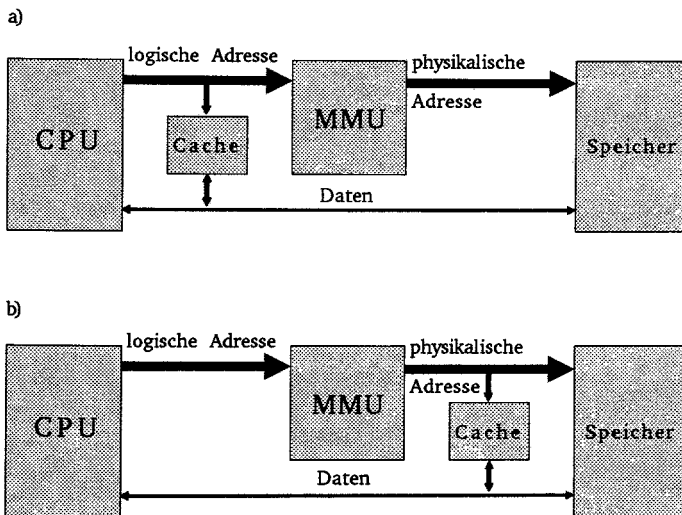 a)
logische Adresse
physikalische
Adresse
CPU
Cache
MMU
Speicher
Daten
b)
logische Adresse
physikalische
Adresse
CPU
MMU
Cache
Speicher
Daten